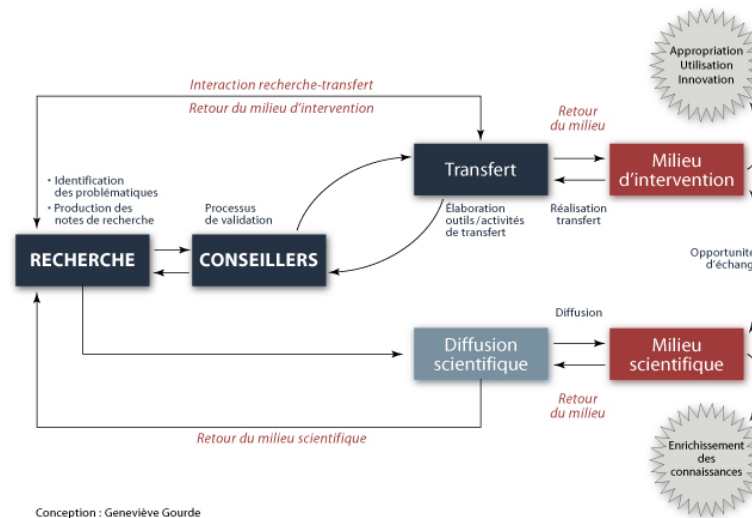 Appropriation
Utilisation
Innovation
Interaction recherche-transfert
Retour du milieu d'intervention
Retour
du milieu
Transfert
Milieu
d'intervention
• Identification
des problématiques
• Production des
notes de recherche
Processus
de validation
Élaboration
outils/activités
de transfert
Réalisation
transfert
RECHERCHE
CONSEILLERS
Diffusion
Diffusion
scientifique
Milieu
scientifique
Retour
du milieu
Retour du milieu scientifique
Enrichissement
des
connaissances
Conception : Geneviève Gourde